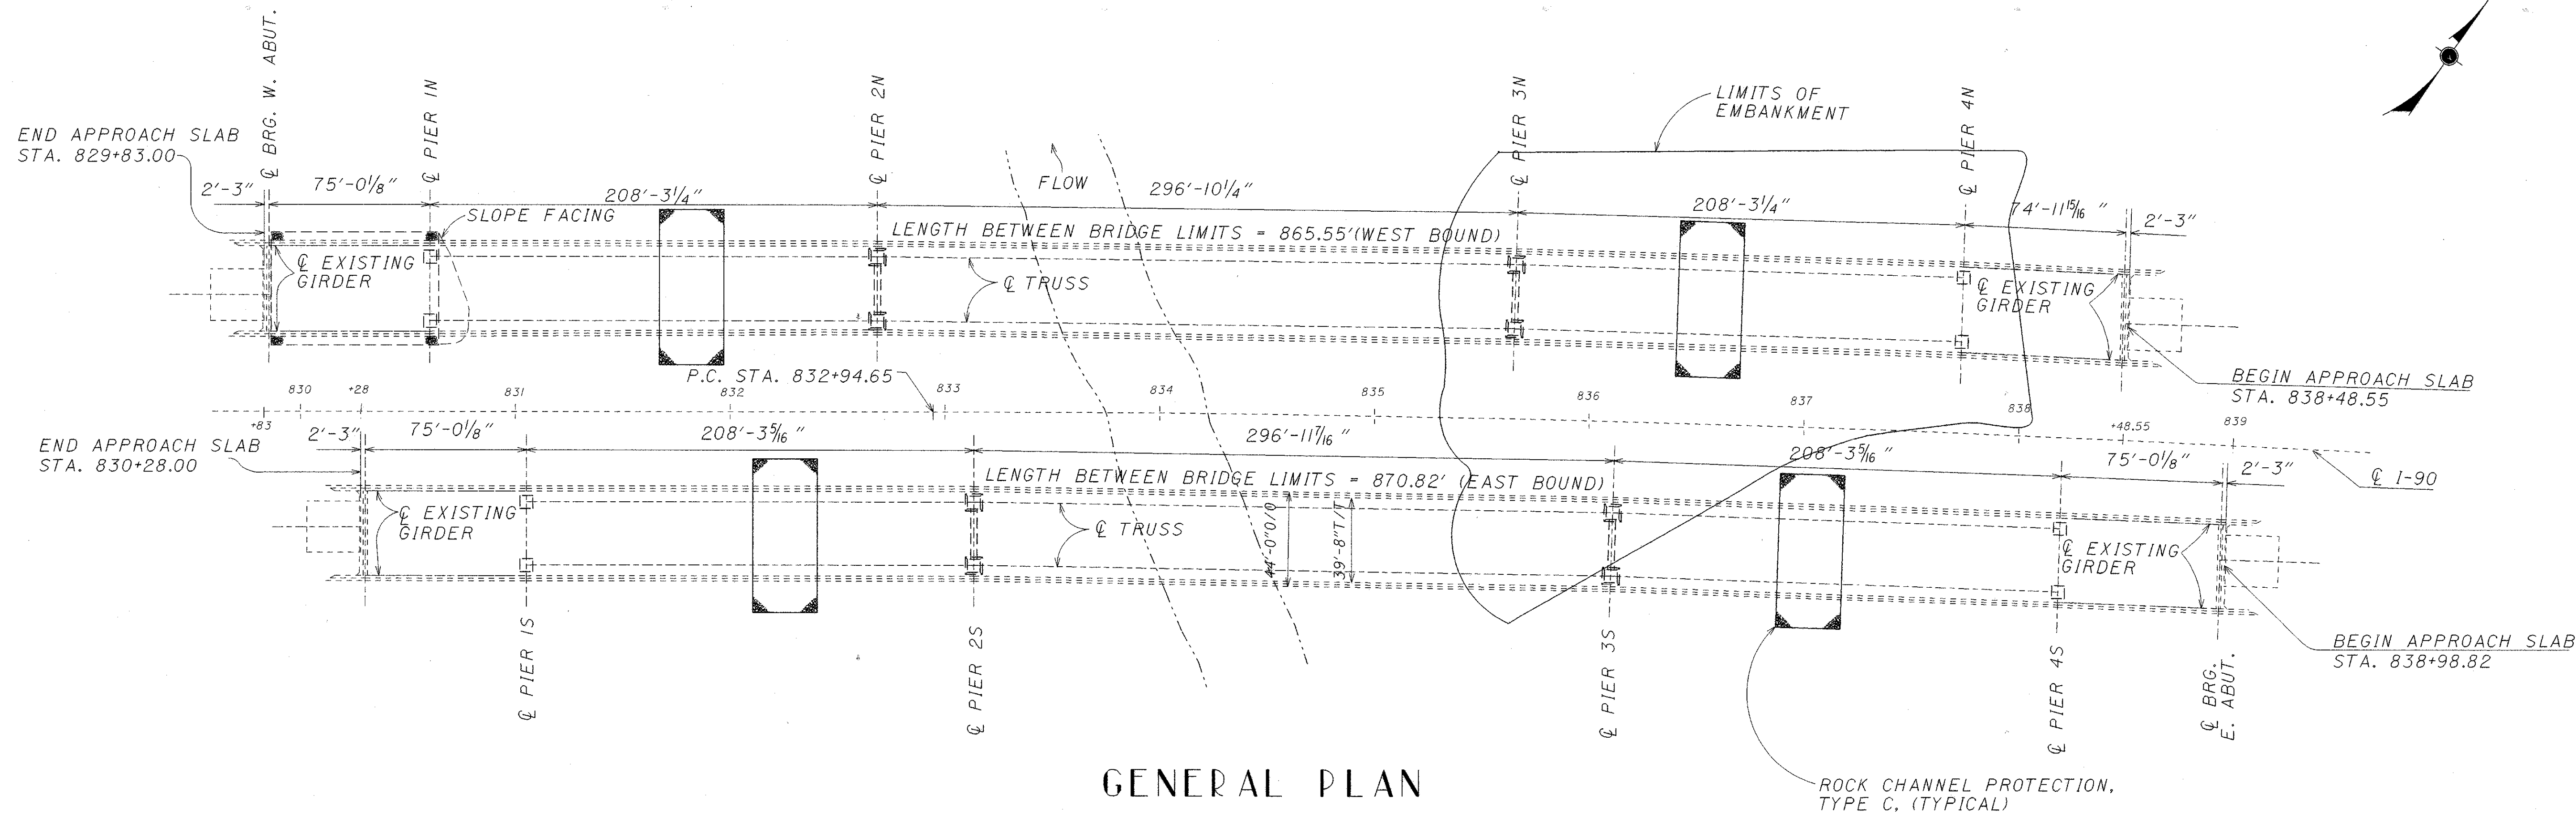 ℄ BRG. W. ABUT.
℄ PIER 1N
℄ PIER 2N
℄ PIER 3N
℄ PIER 4N
LIMITS OF
EMBANKMENT
END APPROACH SLAB
STA. 829+83.00
2'-3"
75'-0 1/8"
208'-3 1/4"
FLOW
296'-10 1/4"
208'-3 1/4"
74'-11 15/16"
2'-3"
SLOPE FACING
LENGTH BETWEEN BRIDGE LIMITS = 865.55'(WEST BOUND)
℄ EXISTING
GIRDER
℄ TRUSS
℄ EXISTING
GIRDER
P.C. STA. 832+94.65
BEGIN APPROACH SLAB
STA. 838+48.55
+83
830
+28
831
832
833
834
835
836
837
838
+48.55
839
END APPROACH SLAB
STA. 830+28.00
2'-3"
75'-0 1/8"
208'-3 5/16"
296'-11 7/16"
208'-3 5/16"
75'-0 1/8"
2'-3"
℄ I-90
LENGTH BETWEEN BRIDGE LIMITS = 870.82' (EAST BOUND)
℄ EXISTING
GIRDER
℄ TRUSS
44'-0"O/O
39'-8"T/T
℄ EXISTING
GIRDER
℄ PIER 1S
℄ PIER 2S
℄ PIER 3S
℄ PIER 4S
℄ BRG.
E. ABUT.
BEGIN APPROACH SLAB
STA. 838+98.82
GENERAL PLAN
ROCK CHANNEL PROTECTION,
TYPE C, (TYPICAL)